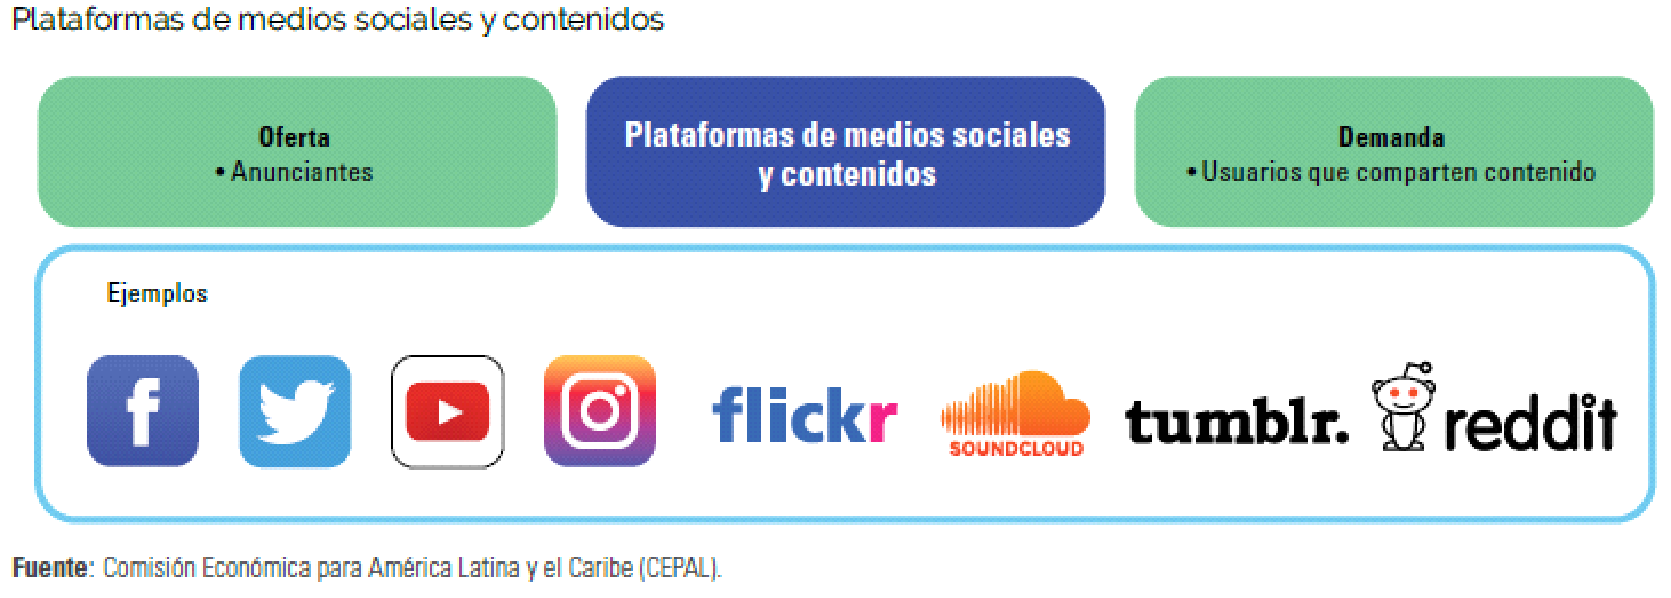 Plataformas de medios sociales y contenidos
Oferta
• Anunciantes
Plataformas de medios sociales
y contenidos
Demanda
• Usuarios que comparten contenido
Ejemplos
f
flickr
SOUNDCLOUD
tumblr.
reddit
Fuente: Comisión Económica para América Latina y el Caribe (CEPAL).